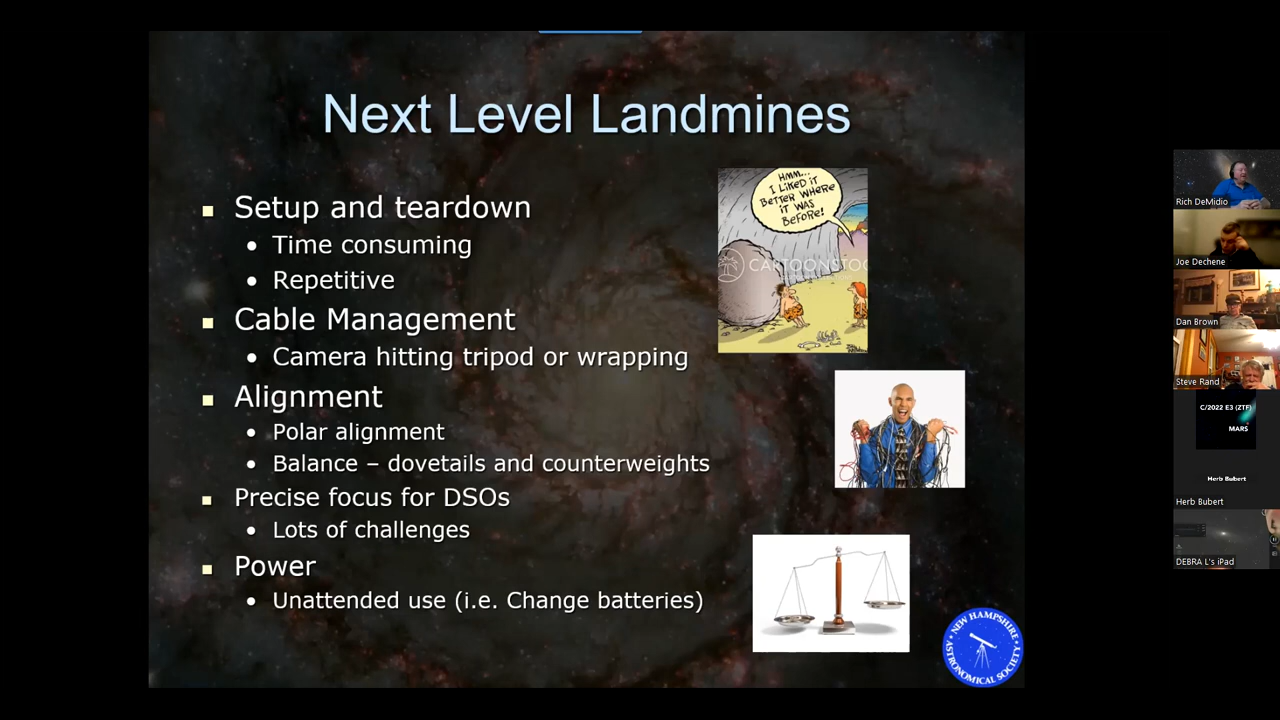 Next Level Landmines
Setup and teardown
Time consuming
Repetitive
Cable Management
Camera hitting tripod or wrapping
Alignment
Polar alignment
Balance – dovetails and counterweights
Precise focus for DSOs
Lots of challenges
Power
Unattended use (i.e. Change batteries)
HMM...
I LIKED IT
BETTER WHERE
IT WAS
BEFORE!
CARTOONSTOC
NEW HAMPSHIRE
ASTRONOMICAL SOCIETY
Rich DeMidio
Joe Dechene
Dan Brown
Steve Rand
C/2022 E3 (ZTF)
MARS
Herb Bubert
Herb Bubert
DEBRA L's iPad